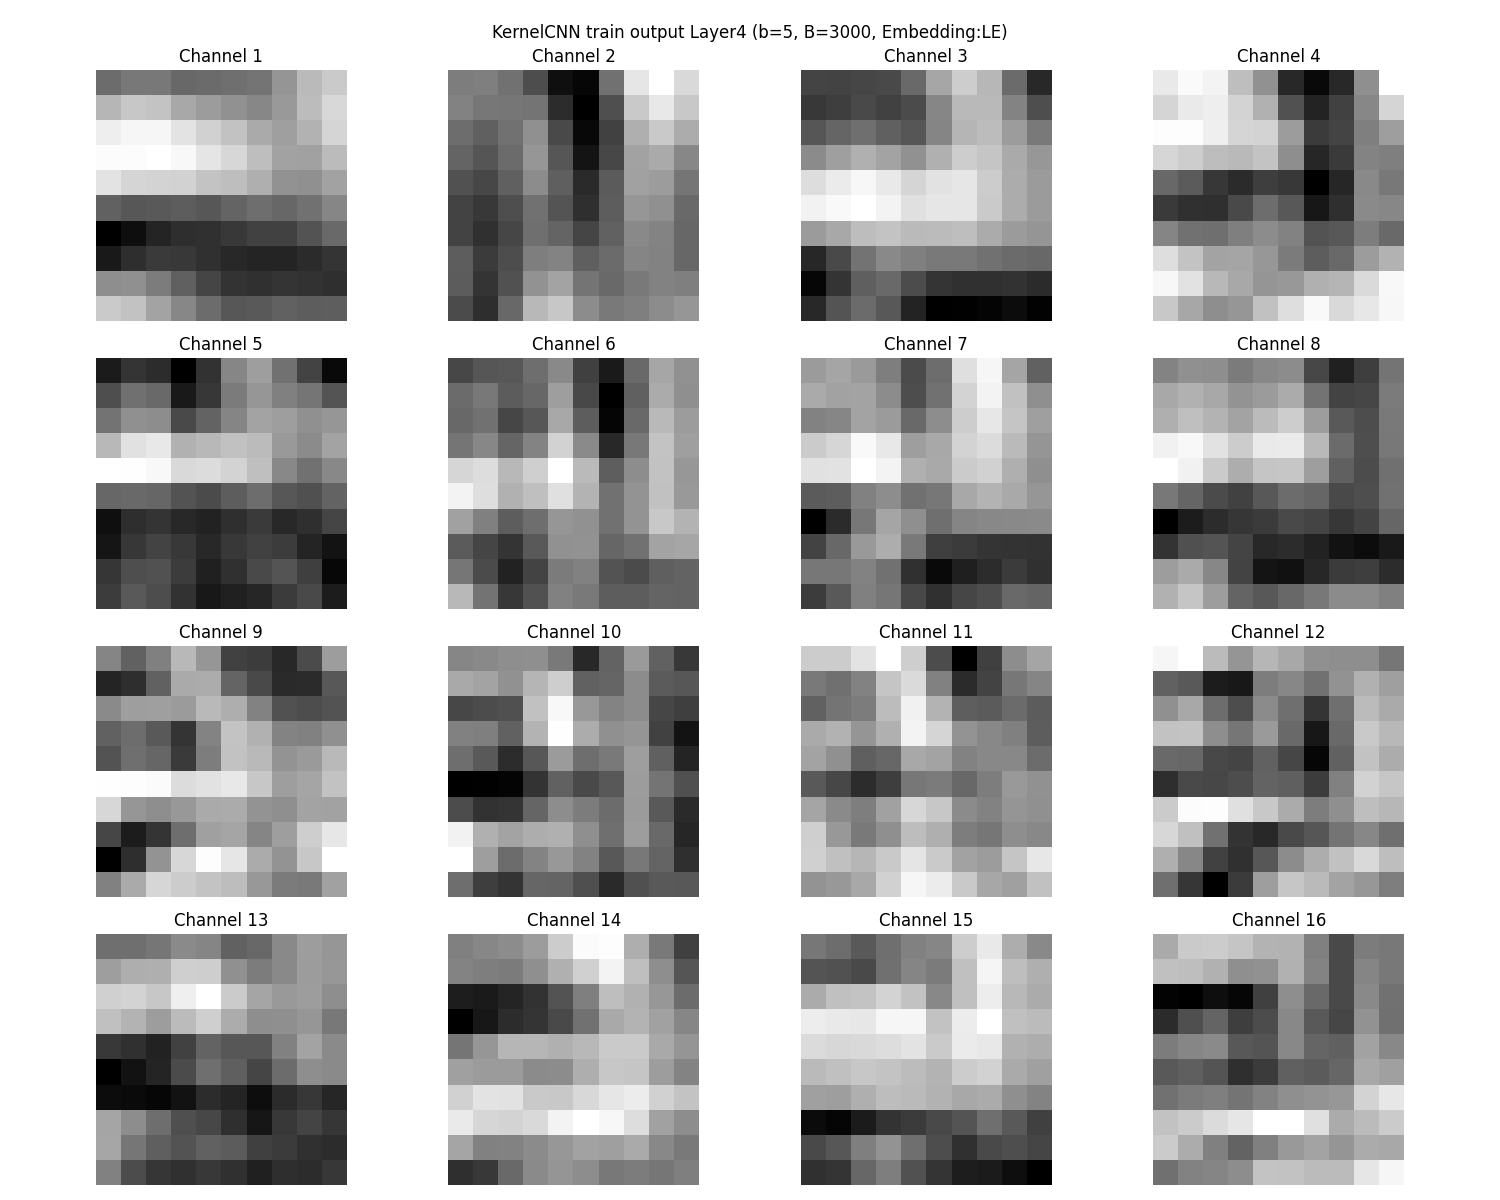 KernelCNN train output Layer4 (b=5, B=3000, Embedding:LE)
Channel 1
Channel 2
Channel 3
Channel 4
Channel 5
Channel 6
Channel 7
Channel 8
Channel 9
Channel 10
Channel 11
Channel 12
Channel 13
Channel 14
Channel 15
Channel 16